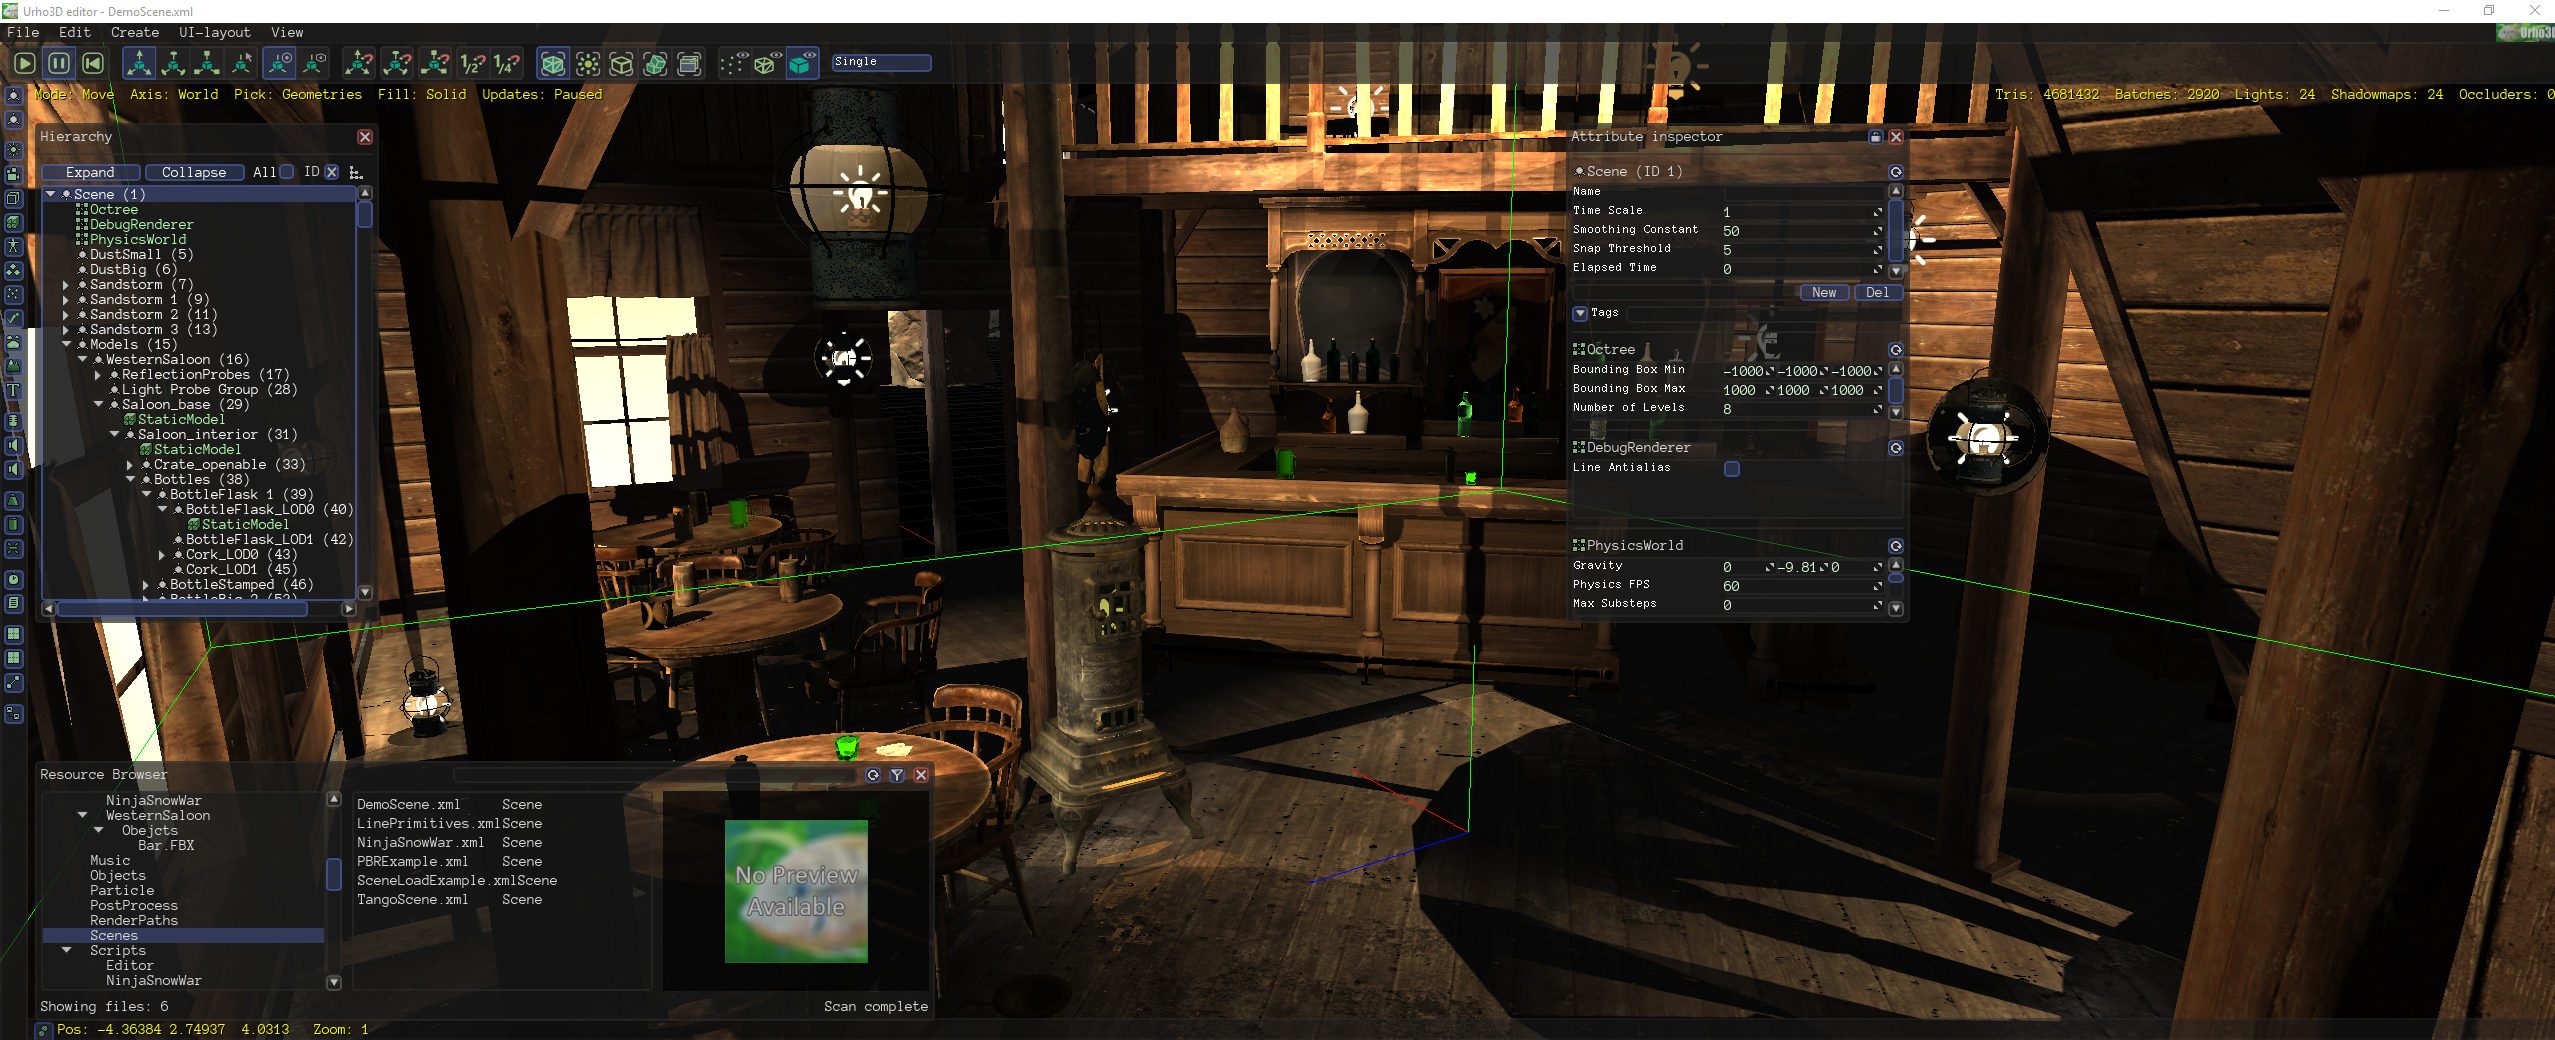 Urho3D editor - DemoScene.xml
File Edit Create UI-layout View
Urho3D
1/2? 1/4? Single
Mode: Move Axis: World Pick: Geometries Fill: Solid Updates: Paused
Tris: 4681432 Batches: 2920 Lights: 24 Shadowmaps: 24 Occluders: 0
Hierarchy
Expand Collapse All ID
Scene (1)
Octree
DebugRenderer
PhysicsWorld
DustSmall (5)
DustBig (6)
Sandstorm (7)
Sandstorm 1 (9)
Sandstorm 2 (11)
Sandstorm 3 (13)
Models (15)
WesternSaloon (16)
ReflectionProbes (17)
Light Probe Group (28)
Saloon_base (29)
StaticModel
Saloon_interior (31)
StaticModel
Crate_openable (33)
Bottles (38)
BottleFlask 1 (39)
BottleFlask_LOD0 (40)
StaticModel
BottleFlask_LOD1 (42)
Cork_LOD0 (43)
Cork_LOD1 (45)
BottleStamped (46)
BottleBig 2 (52)
Attribute inspector
Scene (ID 1)
Name
Time Scale 1
Smoothing Constant 50
Snap Threshold 5
Elapsed Time 0
New Del
Tags
Octree
Bounding Box Min -1000 -1000 -1000
Bounding Box Max 1000 1000 1000
Number of Levels 8
DebugRenderer
Line Antialias
PhysicsWorld
Gravity 0 -9.81 0
Physics FPS 60
Max Substeps 0
Resource Browser
NinjaSnowWar
WesternSaloon
Obejcts
Bar.FBX
Music
Objects
Particle
PostProcess
RenderPaths
Scenes
Scripts
Editor
NinjaSnowWar
DemoScene.xml Scene
LinePrimitives.xml Scene
NinjaSnowWar.xml Scene
PBRExample.xml Scene
SceneLoadExample.xml Scene
TangoScene.xml Scene
No Preview
Available
Showing files: 6
Scan complete
Pos: -4.36384 2.74937 4.0313 Zoom: 1